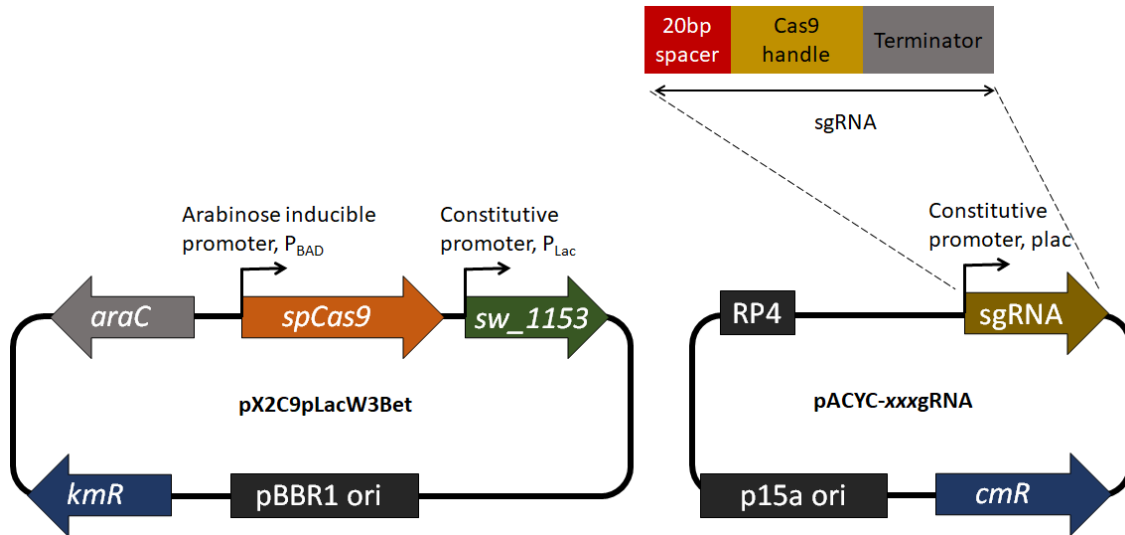 20bp
spacer
Cas9
handle
Terminator
sgRNA
Arabinose inducible
promoter, PBAD
Constitutive
promoter, PLac
Constitutive
promoter, plac
araC
spCas9
sw_1153
RP4
sgRNA
pX2C9pLacW3Bet
pACYC-xxxgRNA
kmR
pBBR1 ori
p15a ori
cmR